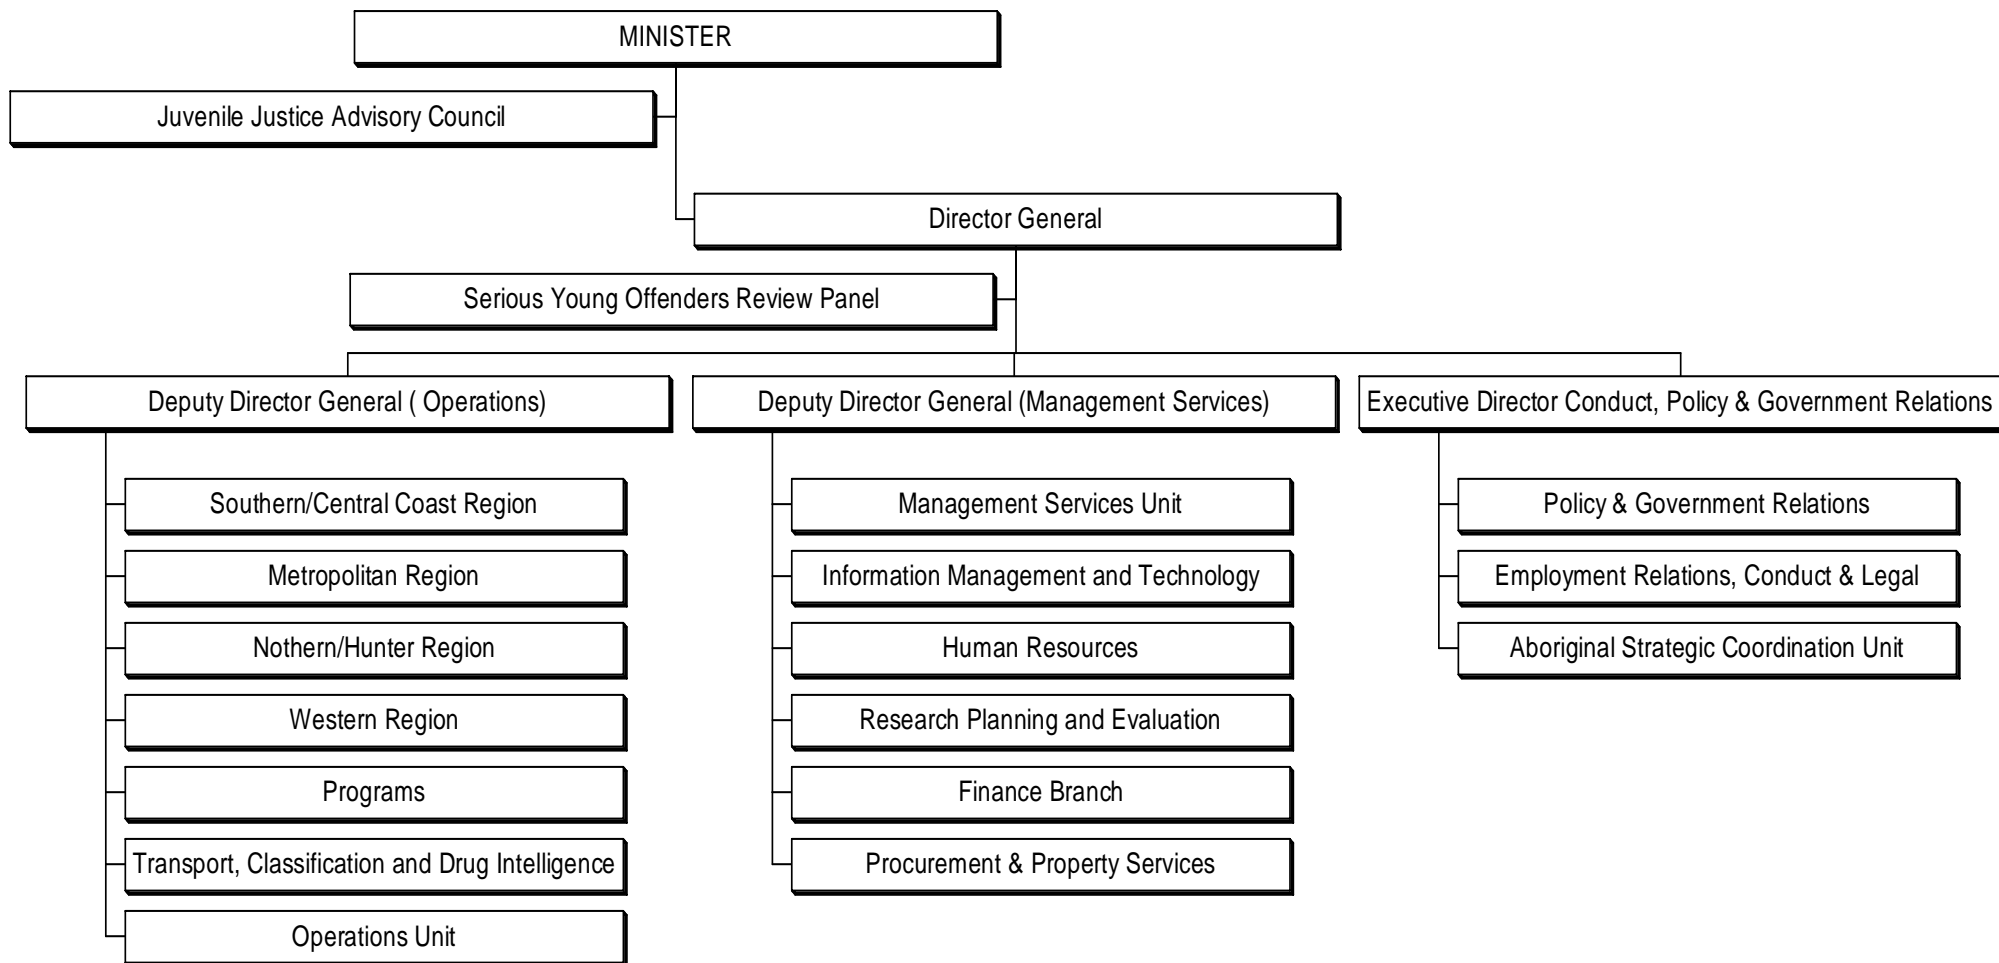 MINISTER
Juvenile Justice Advisory Council
Director General
Serious Young Offenders Review Panel
Deputy Director General ( Operations)
Deputy Director General (Management Services)
Executive Director Conduct, Policy & Government Relations
Southern/Central Coast Region
Metropolitan Region
Nothern/Hunter Region
Western Region
Programs
Transport, Classification and Drug Intelligence
Operations Unit
Management Services Unit
Information Management and Technology
Human Resources
Research Planning and Evaluation
Finance Branch
Procurement & Property Services
Policy & Government Relations
Employment Relations, Conduct & Legal
Aboriginal Strategic Coordination Unit